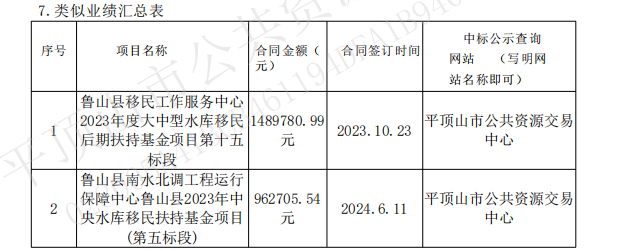 7.类似业绩汇总表
序号
项目名称
合同金额(
元)
合同签订时间
中标公示查询
网站 (写明网
站名称即可)
1
鲁山县移民工作服务中心
2023年度大中型水库移民
后期扶持基金项目第十五
标段
1489780.99
元
2023.10.23
平顶山市公共资源交易
中心
2
鲁山县南水北调工程运行
保障中心鲁山县2023年中
央水库移民扶持基金项目
(第五标段)
962705.54
元
2024.6.11
平顶山市公共资源交易
中心